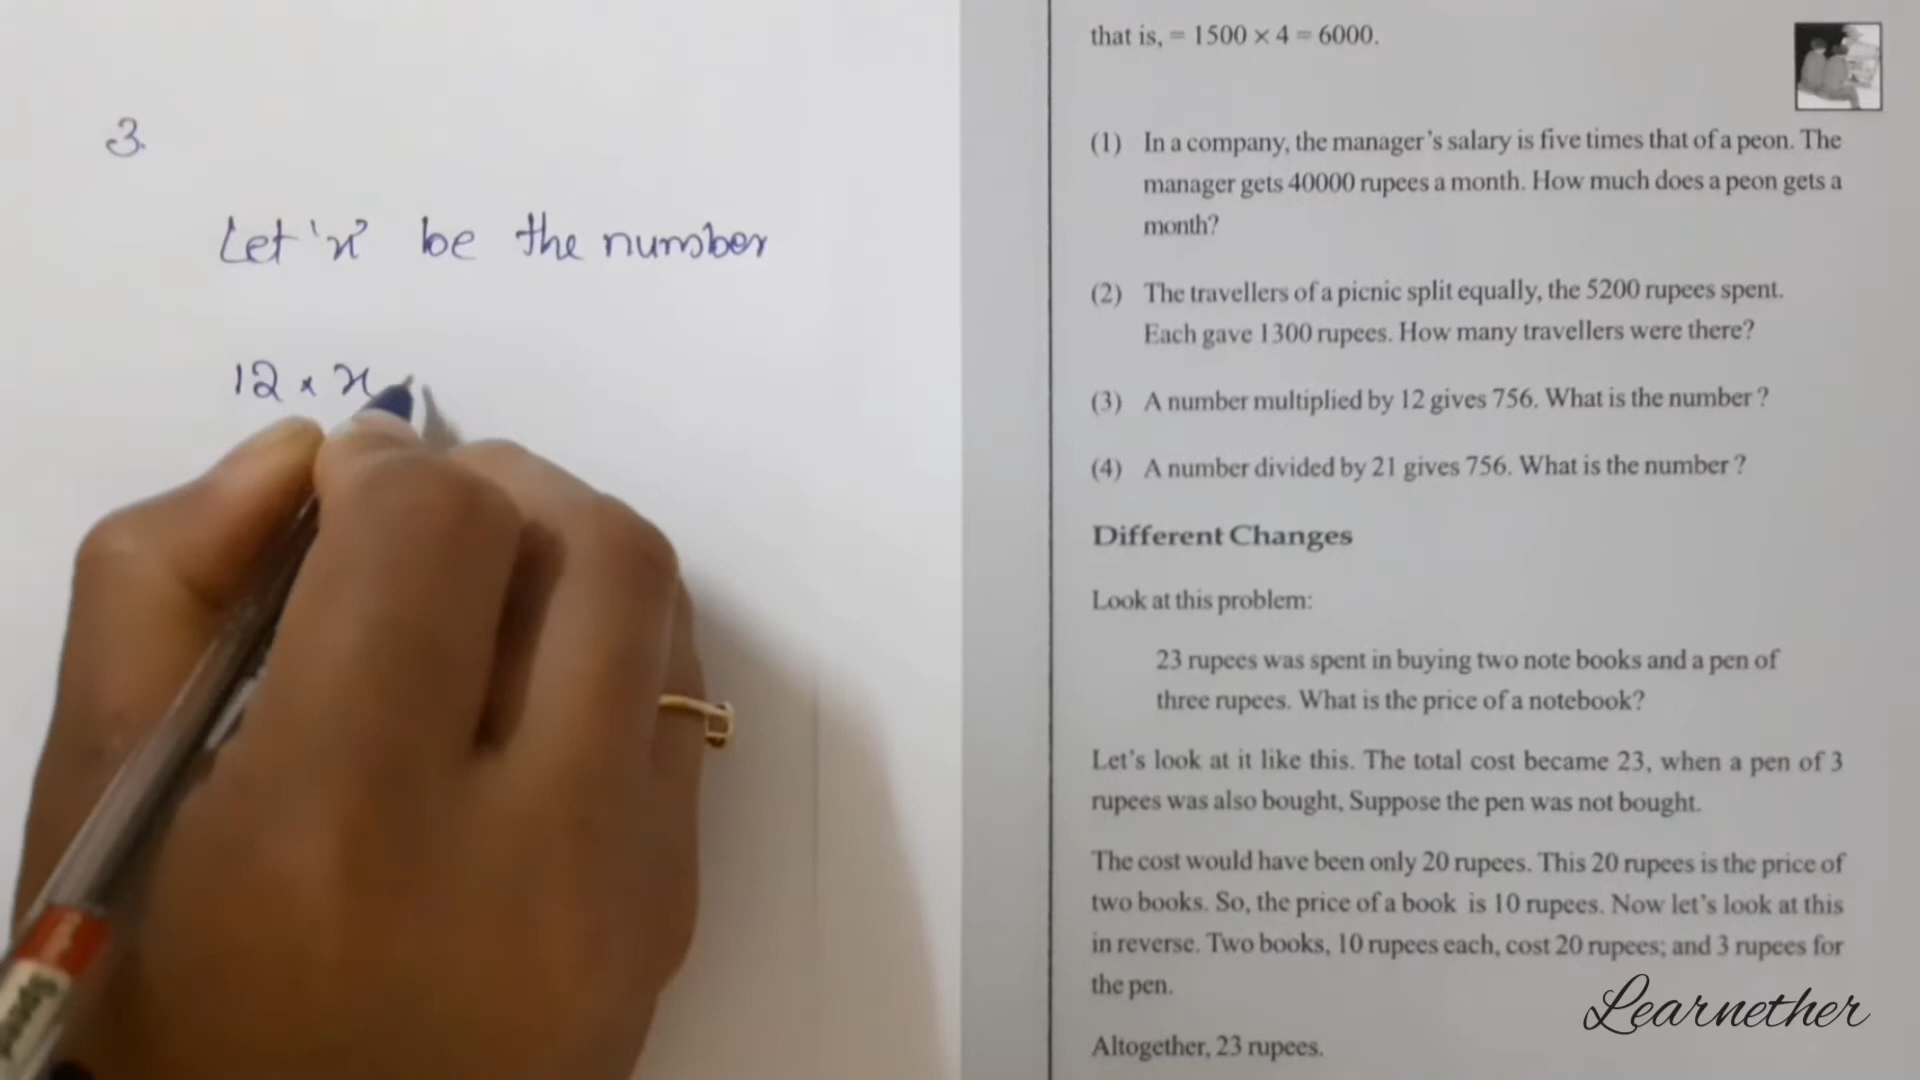 3.
Let 'x' be the number
12 × x
that is, = 1500 × 4 = 6000.
(1) In a company, the manager's salary is five times that of a peon. The
manager gets 40000 rupees a month. How much does a peon gets a
month?
(2) The travellers of a picnic split equally, the 5200 rupees spent.
Each gave 1300 rupees. How many travellers were there?
(3) A number multiplied by 12 gives 756. What is the number ?
(4) A number divided by 21 gives 756. What is the number ?
Different Changes
Look at this problem:
23 rupees was spent in buying two note books and a pen of
three rupees. What is the price of a notebook?
Let's look at it like this. The total cost became 23, when a pen of 3
rupees was also bought, Suppose the pen was not bought.
The cost would have been only 20 rupees. This 20 rupees is the price of
two books. So, the price of a book is 10 rupees. Now let's look at this
in reverse. Two books, 10 rupees each, cost 20 rupees; and 3 rupees for
the pen.
Altogether, 23 rupees.
Learnether